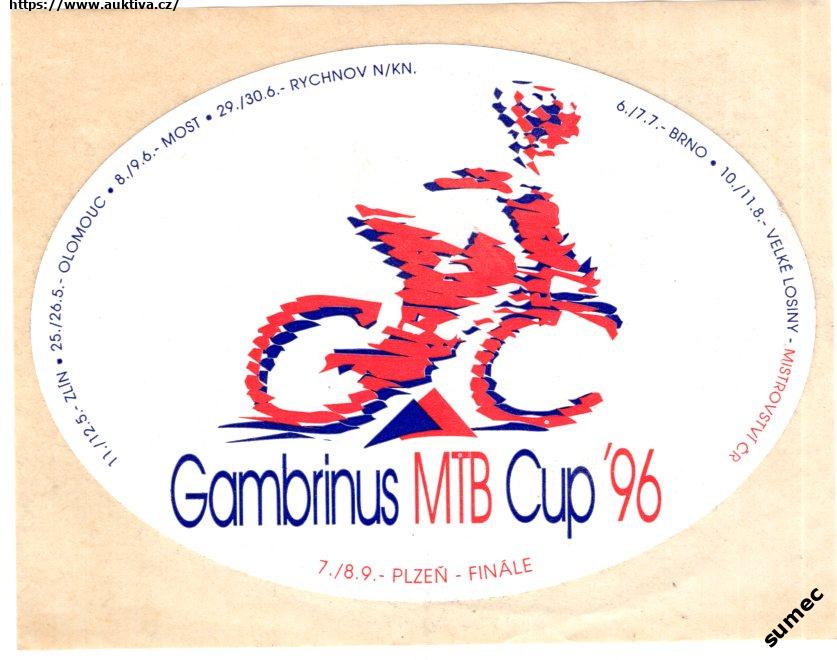 https://www.auktiva.cz/
11./12.5.- ZLÍN • 25./26.5.- OLOMOUC • 8./9.6.- MOST • 29./30.6.- RYCHNOV N/KN.
6./7.7.- BRNO • 10./11.8.- VELKÉ LOSINY - MISTROVSTVÍ ČR
Gambrinus MTB Cup '96
7./8.9.- PLZEŇ - FINÁLE
sumec